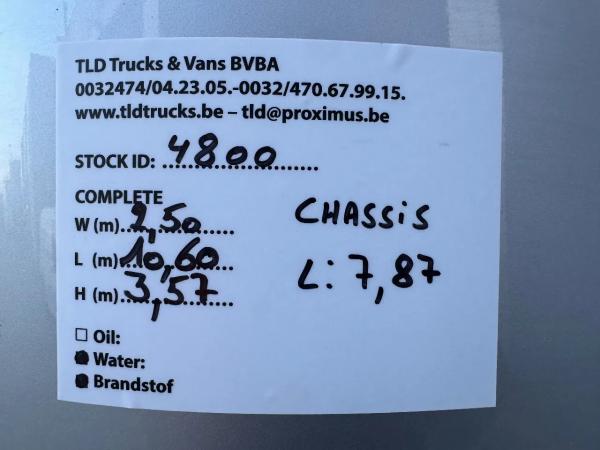 TLD Trucks & Vans BVBA
0032474/04.23.05.-0032/470.67.99.15.
www.tldtrucks.be – tld@proximus.be
STOCK ID: 4800
COMPLETE
W (m) 2,50
L (m) 10,60
H (m) 3,57
CHASSis
L: 7,87
Oil:
Water:
Brandstof